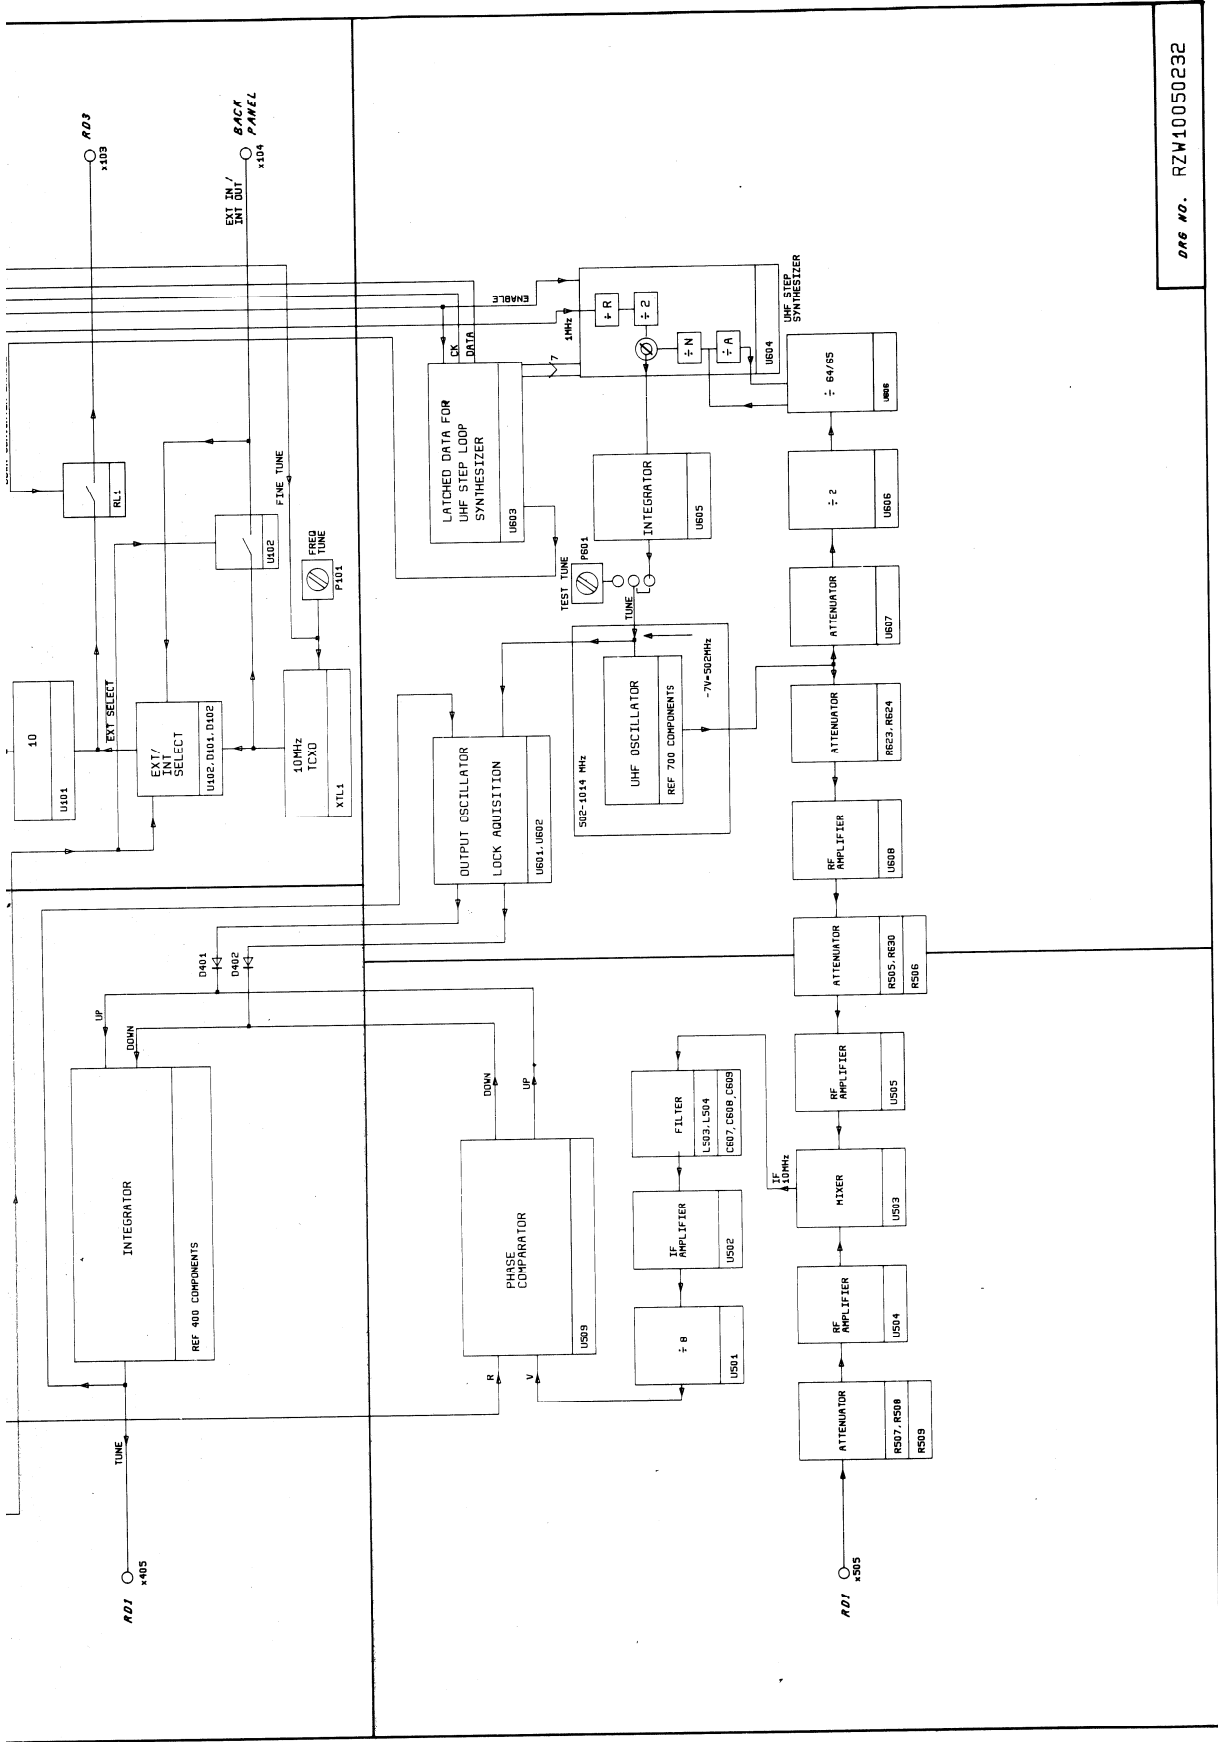 DRG NO. RZW10050232
RD3
x103
BACK
PANEL
x104
EXT IN/
INT OUT
RL1
U102
FINE TUNE
FREQ
TUNE
P101
10
U101
EXT SELECT
EXT/
INT
SELECT
U102,D101,D102
10MHz
TCXO
XTL1
ENABLE
CK
DATA
1MHz
7
LATCHED DATA FOR
UHF STEP LOOP
SYNTHESIZER
U603
÷ R
÷ 2
Ø
÷ N
÷ A
U604
UHF STEP
SYNTHESIZER
÷ 64/65
U606
÷ 2
U606
INTEGRATOR
U605
TEST TUNE
P601
TUNE
-7V=502MHz
502-1014 MHz
UHF OSCILLATOR
REF 700 COMPONENTS
OUTPUT OSCILLATOR
LOCK AQUISITION
U601,U602
ATTENUATOR
U607
ATTENUATOR
R623,R624
RF
AMPLIFIER
U608
ATTENUATOR
R505,R630
R506
RF
AMPLIFIER
U505
MIXER
U503
IF
10MHz
RF
AMPLIFIER
U504
ATTENUATOR
R507,R508
R509
RD1
x505
D401
D402
UP
DOWN
INTEGRATOR
REF 400 COMPONENTS
TUNE
RD1
x405
DOWN
UP
PHASE
COMPARATOR
U509
R
V
FILTER
L503,L504
C607,C608,C609
IF
AMPLIFIER
U502
÷ 8
U501